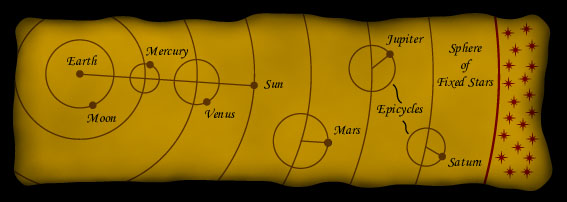 Earth
Moon
Mercury
Venus
Sun
Mars
Jupiter
Epicycles
Saturn
Sphere
of
Fixed Stars